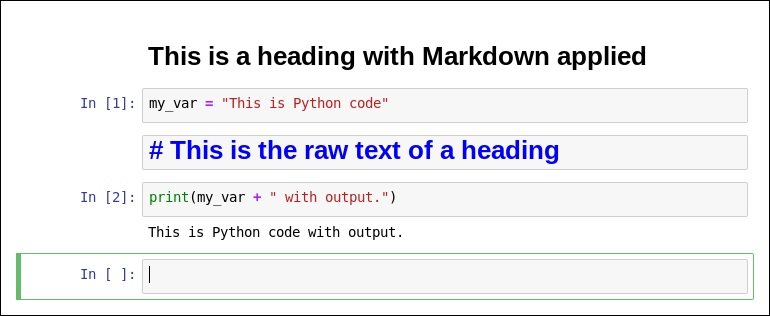 This is a heading with Markdown applied
In [1]: my_var = "This is Python code"
# This is the raw text of a heading
In [2]: print(my_var + " with output.")
This is Python code with output.
In [ ]: